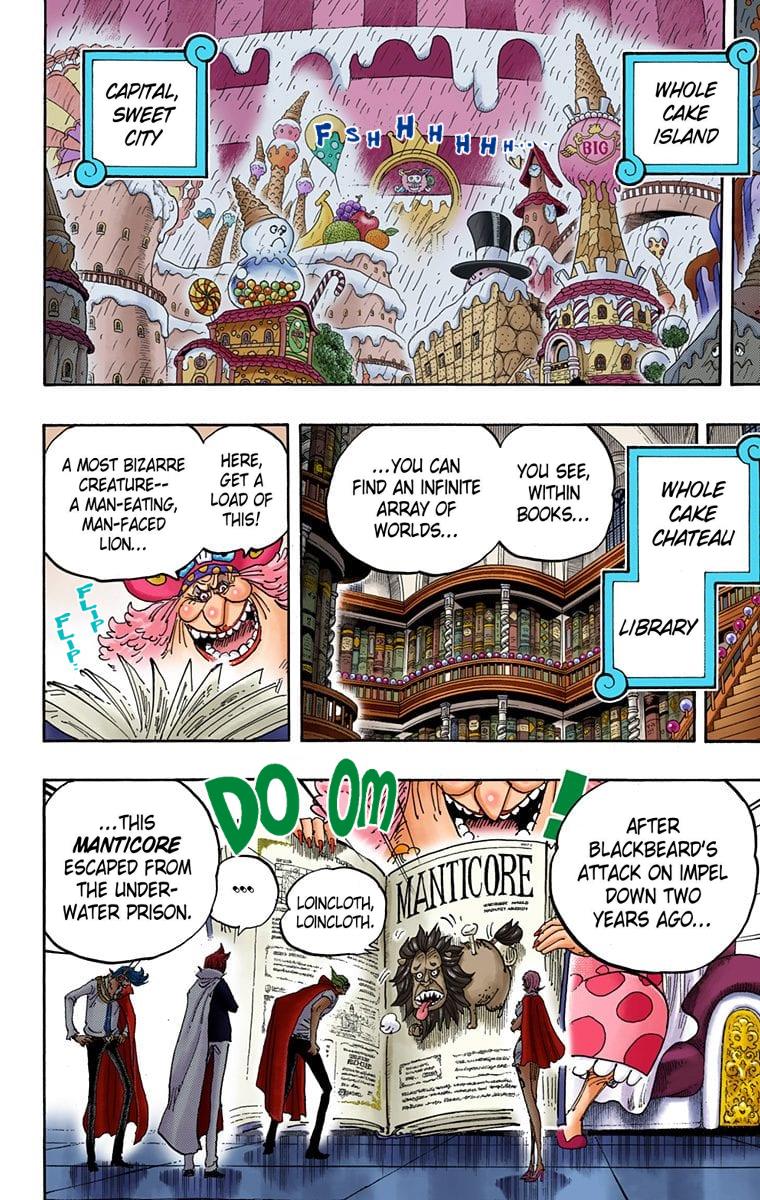 WHOLE
CAKE
ISLAND
CAPITAL,
SWEET
CITY
FSHHHHHH...
BIG
WHOLE
CAKE
CHATEAU
LIBRARY
YOU SEE,
WITHIN
BOOKS...
...YOU CAN
FIND AN INFINITE
ARRAY OF
WORLDS...
HERE,
GET A
LOAD OF
THIS!
A MOST BIZARRE
CREATURE--
A MAN-EATING,
MAN-FACED
LION...
FLIP
FLIP
DOOM!
AFTER
BLACKBEARD'S
ATTACK ON IMPEL
DOWN TWO
YEARS AGO...
MANTICORE
LOINCLOTH,
LOINCLOTH.
...
...THIS
MANTICORE
ESCAPED FROM
THE UNDER-
WATER PRISON.